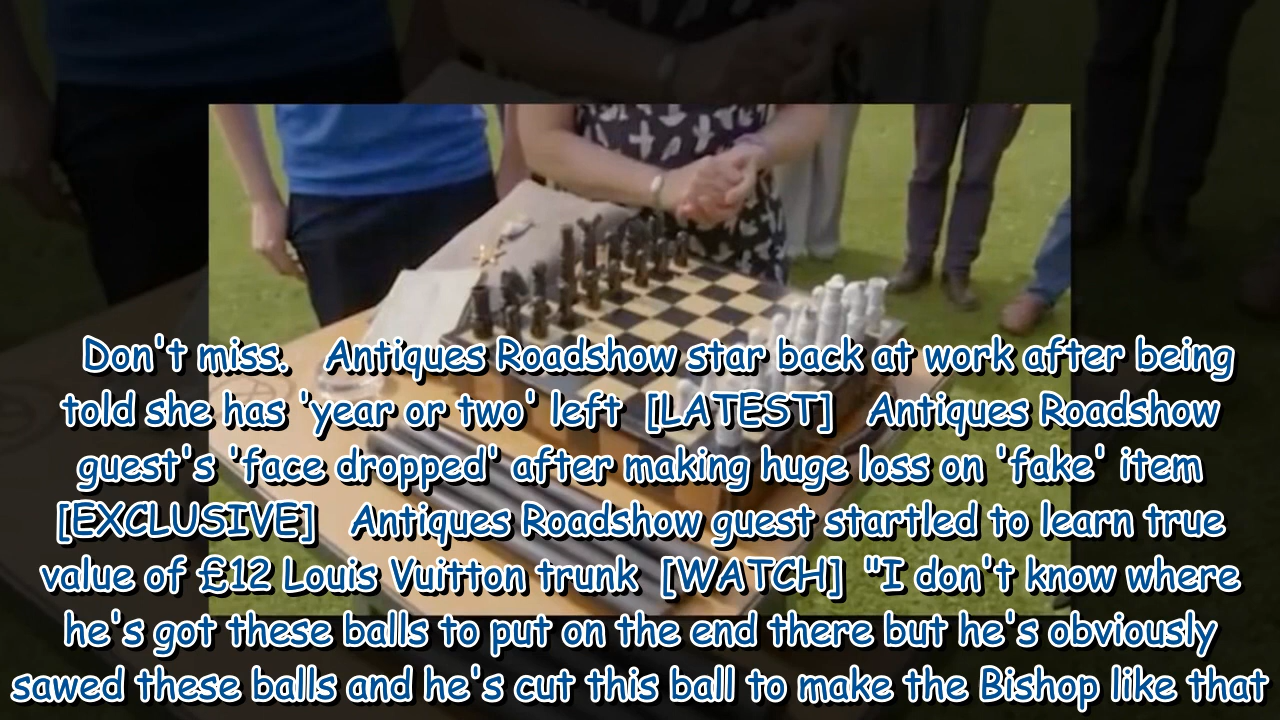 Don't miss. Antiques Roadshow star back at work after being
told she has 'year or two' left [LATEST] Antiques Roadshow
guest's 'face dropped' after making huge loss on 'fake' item
[EXCLUSIVE] Antiques Roadshow guest startled to learn true
value of £12 Louis Vuitton trunk [WATCH] "I don't know where
he's got these balls to put on the end there but he's obviously
sawed these balls and he's cut this ball to make the Bishop like that